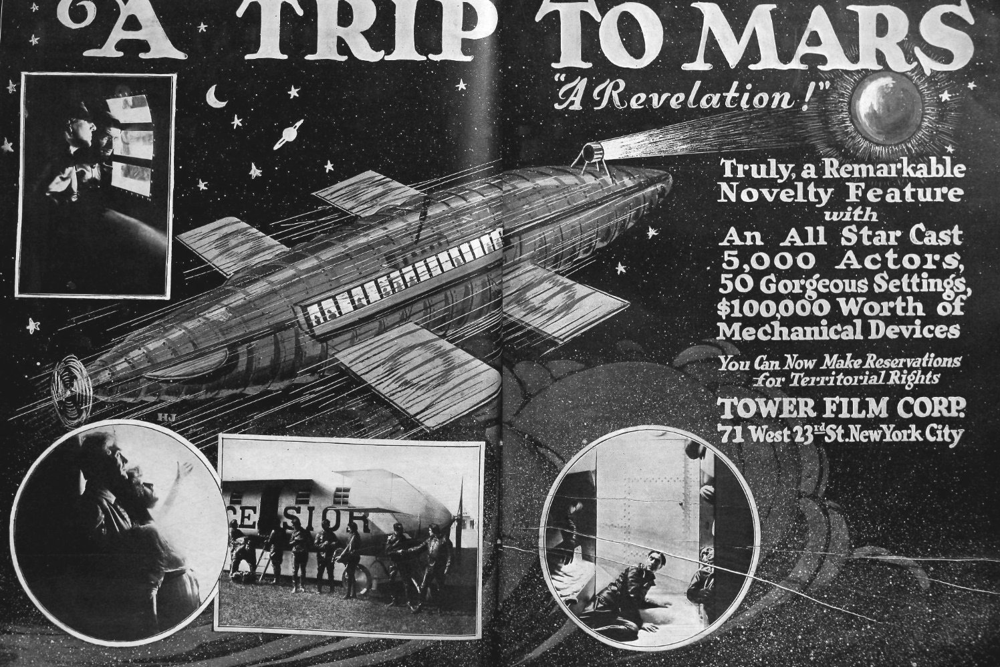 A TRIP TO MARS
"A Revelation!"
Truly, a Remarkable
Novelty Feature
with
An All Star Cast
5,000 Actors,
50 Gorgeous Settings,
$100,000 Worth of
Mechanical Devices
You Can Now Make Reservations
for Territorial Rights
TOWER FILM CORP.
71 West 23rd St. New York City
HJ
CE SIOR